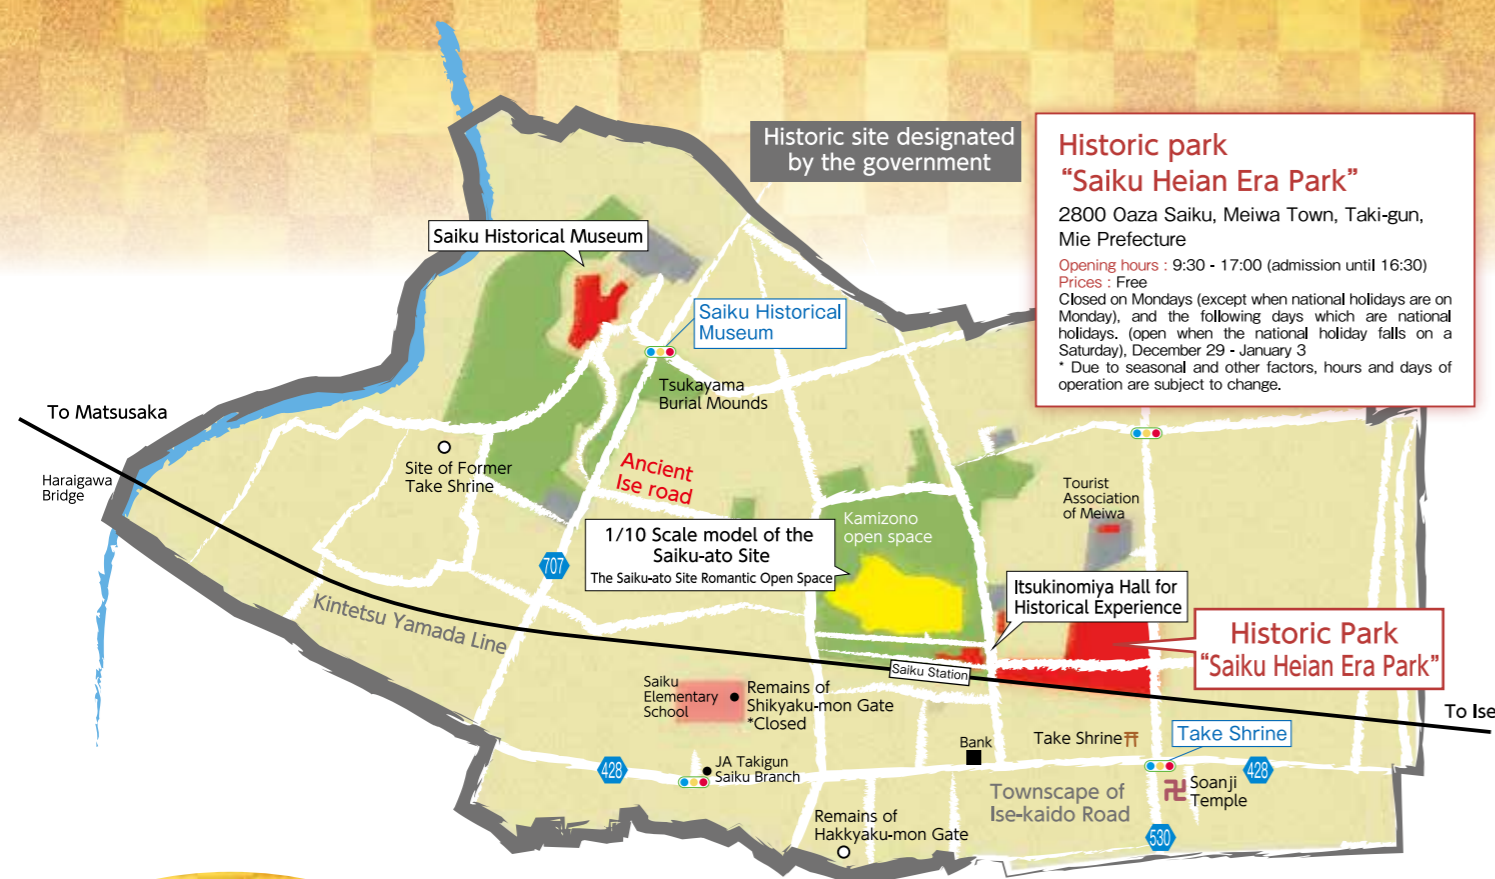 Historic site designated
by the government
Historic park
“Saiku Heian Era Park”
2800 Oaza Saiku, Meiwa Town, Taki-gun,
Mie Prefecture
Opening hours : 9:30 - 17:00 (admission until 16:30)
Prices : Free
Closed on Mondays (except when national holidays are on
Monday), and the following days which are national
holidays. (open when the national holiday falls on a
Saturday), December 29 - January 3
* Due to seasonal and other factors, hours and days of
operation are subject to change.
Saiku Historical Museum
Saiku Historical
Museum
Tsukayama
Burial Mounds
To Matsusaka
Haraigawa
Bridge
Site of Former
Take Shrine
Ancient
Ise road
Tourist
Association
of Meiwa
Kamizono
open space
1/10 Scale model of the
Saiku-ato Site
The Saiku-ato Site Romantic Open Space
707
Itsukinomiya Hall for
Historical Experience
Kintetsu Yamada Line
Historic Park
“Saiku Heian Era Park”
Saiku Station
Saiku
Elementary
School
Remains of
Shikyaku-mon Gate
*Closed
To Ise
Bank
Take Shrine
Take Shrine
428
JA Takigun
Saiku Branch
428
Townscape of
Ise-kaido Road
Soanji
Temple
Remains of
Hakkyaku-mon Gate
530